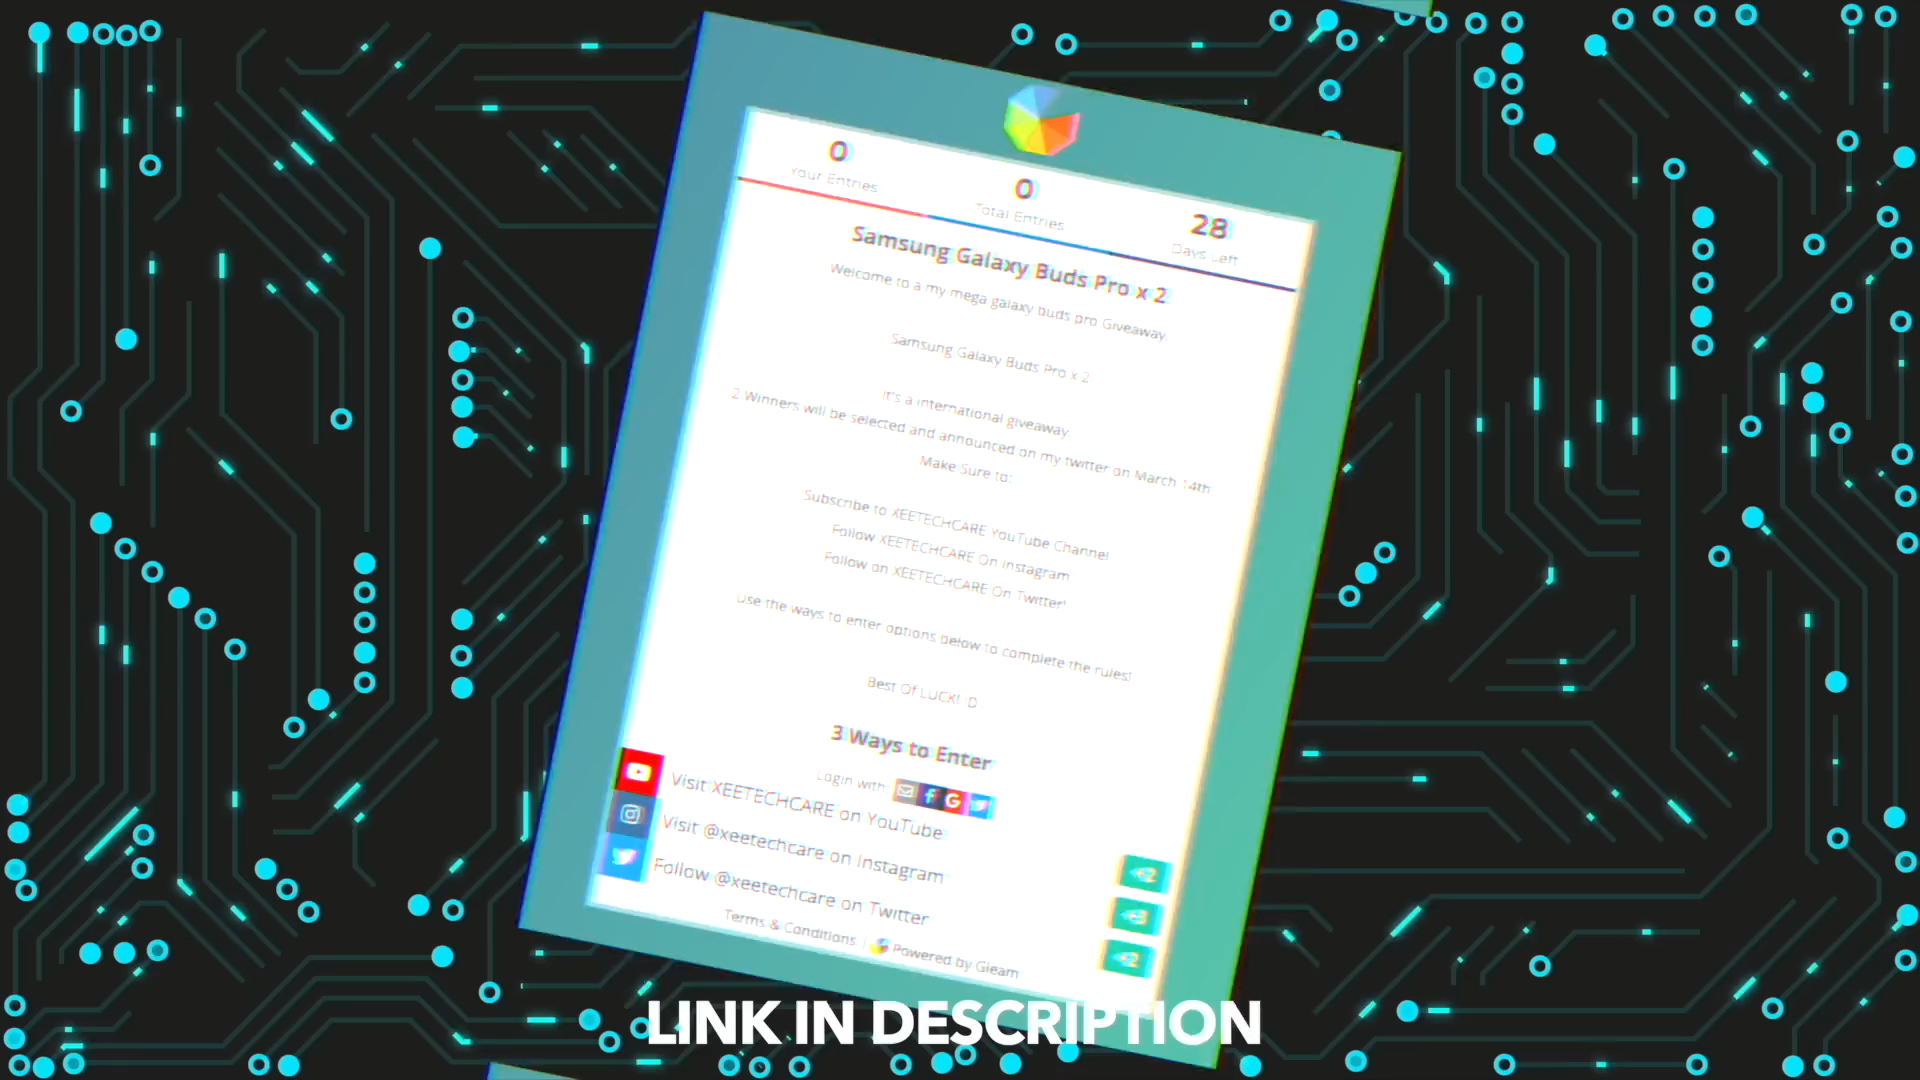 0
Your Entries
0
Total Entries
28
Days Left
Samsung Galaxy Buds Pro x 2
Welcome to a my mega galaxy buds pro Giveaway.
Samsung Galaxy Buds Pro x 2
It's a international giveaway.
2 Winners will be selected and announced on my twitter on March 14th
Make Sure to:
Subscribe to XEETECHCARE YouTube Channel
Follow XEETECHCARE On Instagram
Follow on XEETECHCARE On Twitter!
Use the ways to enter options below to complete the rules!
Best Of LUCK! :D
3 Ways to Enter
Login with
Visit XEETECHCARE on YouTube
+2
Visit @xeetechcare on Instagram
+3
Follow @xeetechcare on Twitter
+2
Terms & Conditions | Powered by Gleam
LINK IN DESCRIPTION